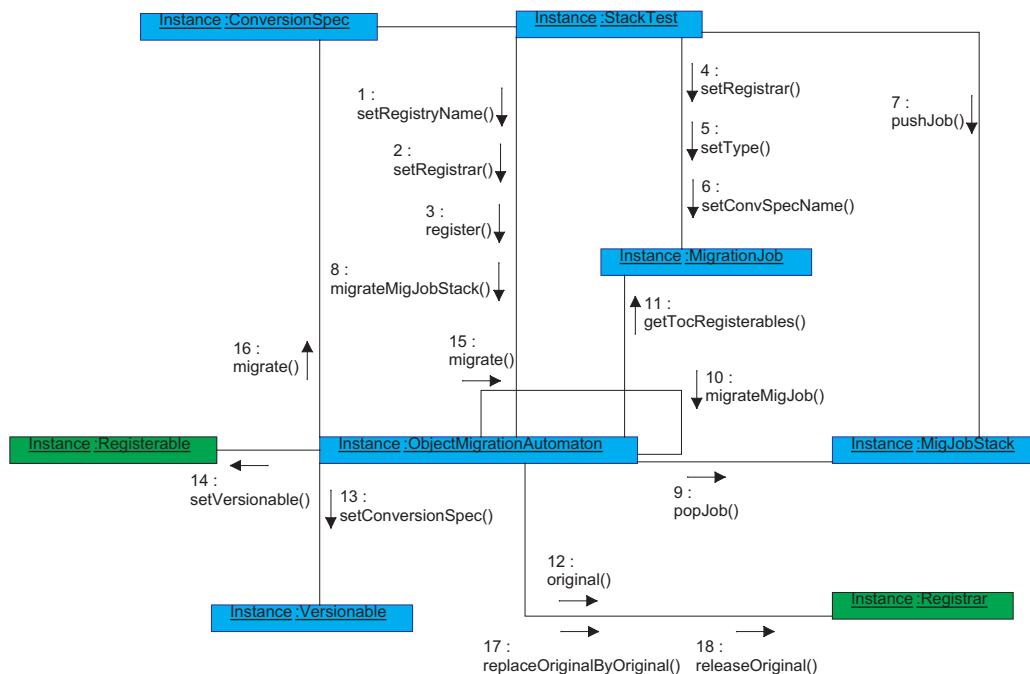 Instance :ConversionSpec
Instance :StackTest
1 :
setRegistryName()
4 :
setRegistrar()
7 :
pushJob()
2 :
setRegistrar()
5 :
setType()
3 :
register()
6 :
setConvSpecName()
8 :
migrateMigJobStack()
Instance :MigrationJob
11 :
getTocRegisterables()
16 :
migrate()
15 :
migrate()
10 :
migrateMigJob()
Instance :Registerable
Instance :ObjectMigrationAutomaton
Instance :MigJobStack
14 :
setVersionable()
13 :
setConversionSpec()
9 :
popJob()
12 :
original()
Instance :Versionable
Instance :Registrar
17 :
replaceOriginalByOriginal()
18 :
releaseOriginal()